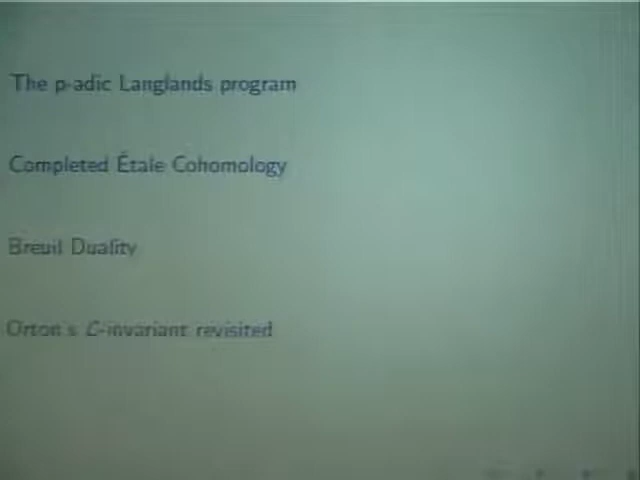 The p-adic Langlands program
Completed Étale Cohomology
Breuil Duality
Orton's ℒ-invariant revisited